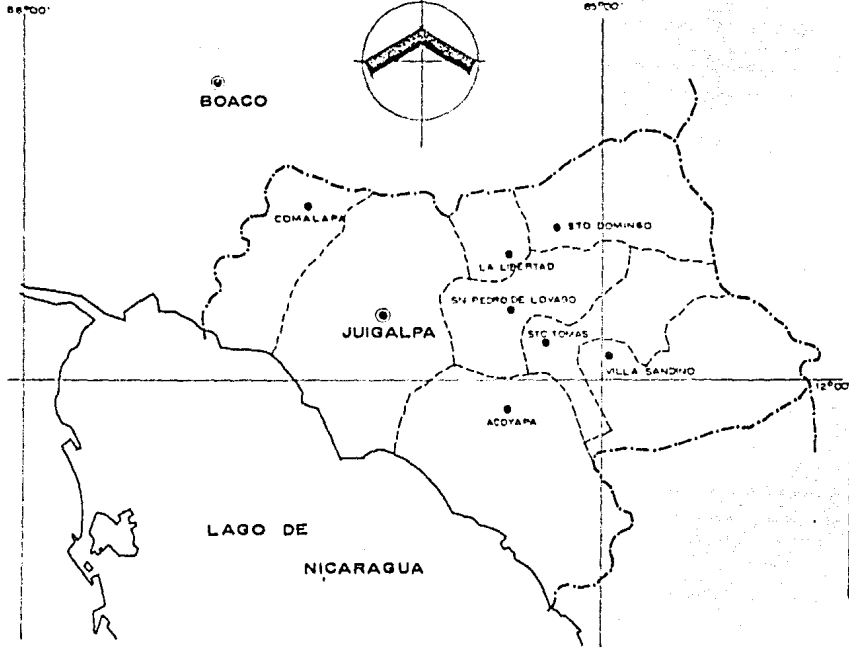 86°00'
85°00'
BOACO
COMALAPA
STO DOMINGO
LA LIBERTAD
SN PEDRO DE LOVAGO
JUIGALPA
STO TOMAS
VILLA SANDINO
12°00'
ACOYAPA
LAGO DE
NICARAGUA